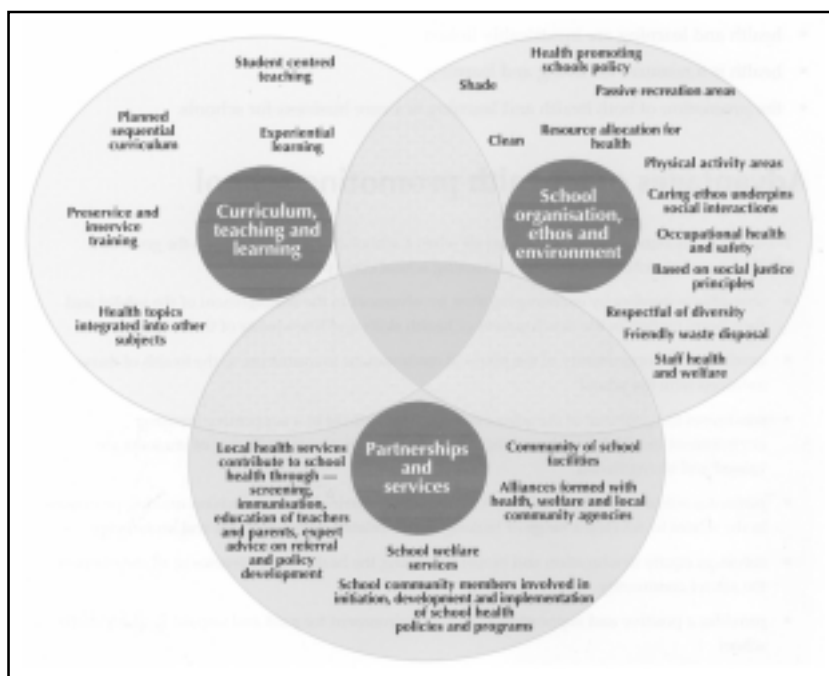 Student centred
teaching
Planned
sequential
curriculum
Experiential
learning
Curriculum,
teaching and
learning
Preservice and
inservice
training
Health topics
integrated into other
subjects
Health promoting
schools policy
Shade
Passive recreation areas
Clean
Resource allocation for
health
Physical activity areas
School
organisation,
ethos and
environment
Caring ethos underpins
social interactions
Occupational health
and safety
Based on social justice
principles
Respectful of diversity
Friendly waste disposal
Staff health
and welfare
Partnerships
and
services
Local health services
contribute to school
health through —
screening,
immunisation,
education of teachers
and parents, expert
advice on referral
and policy
development
Community of school
facilities
Alliances formed with
health, welfare and local
community agencies
School welfare
services
School community members involved in
initiation, development and implementation
of school health
policies and programs